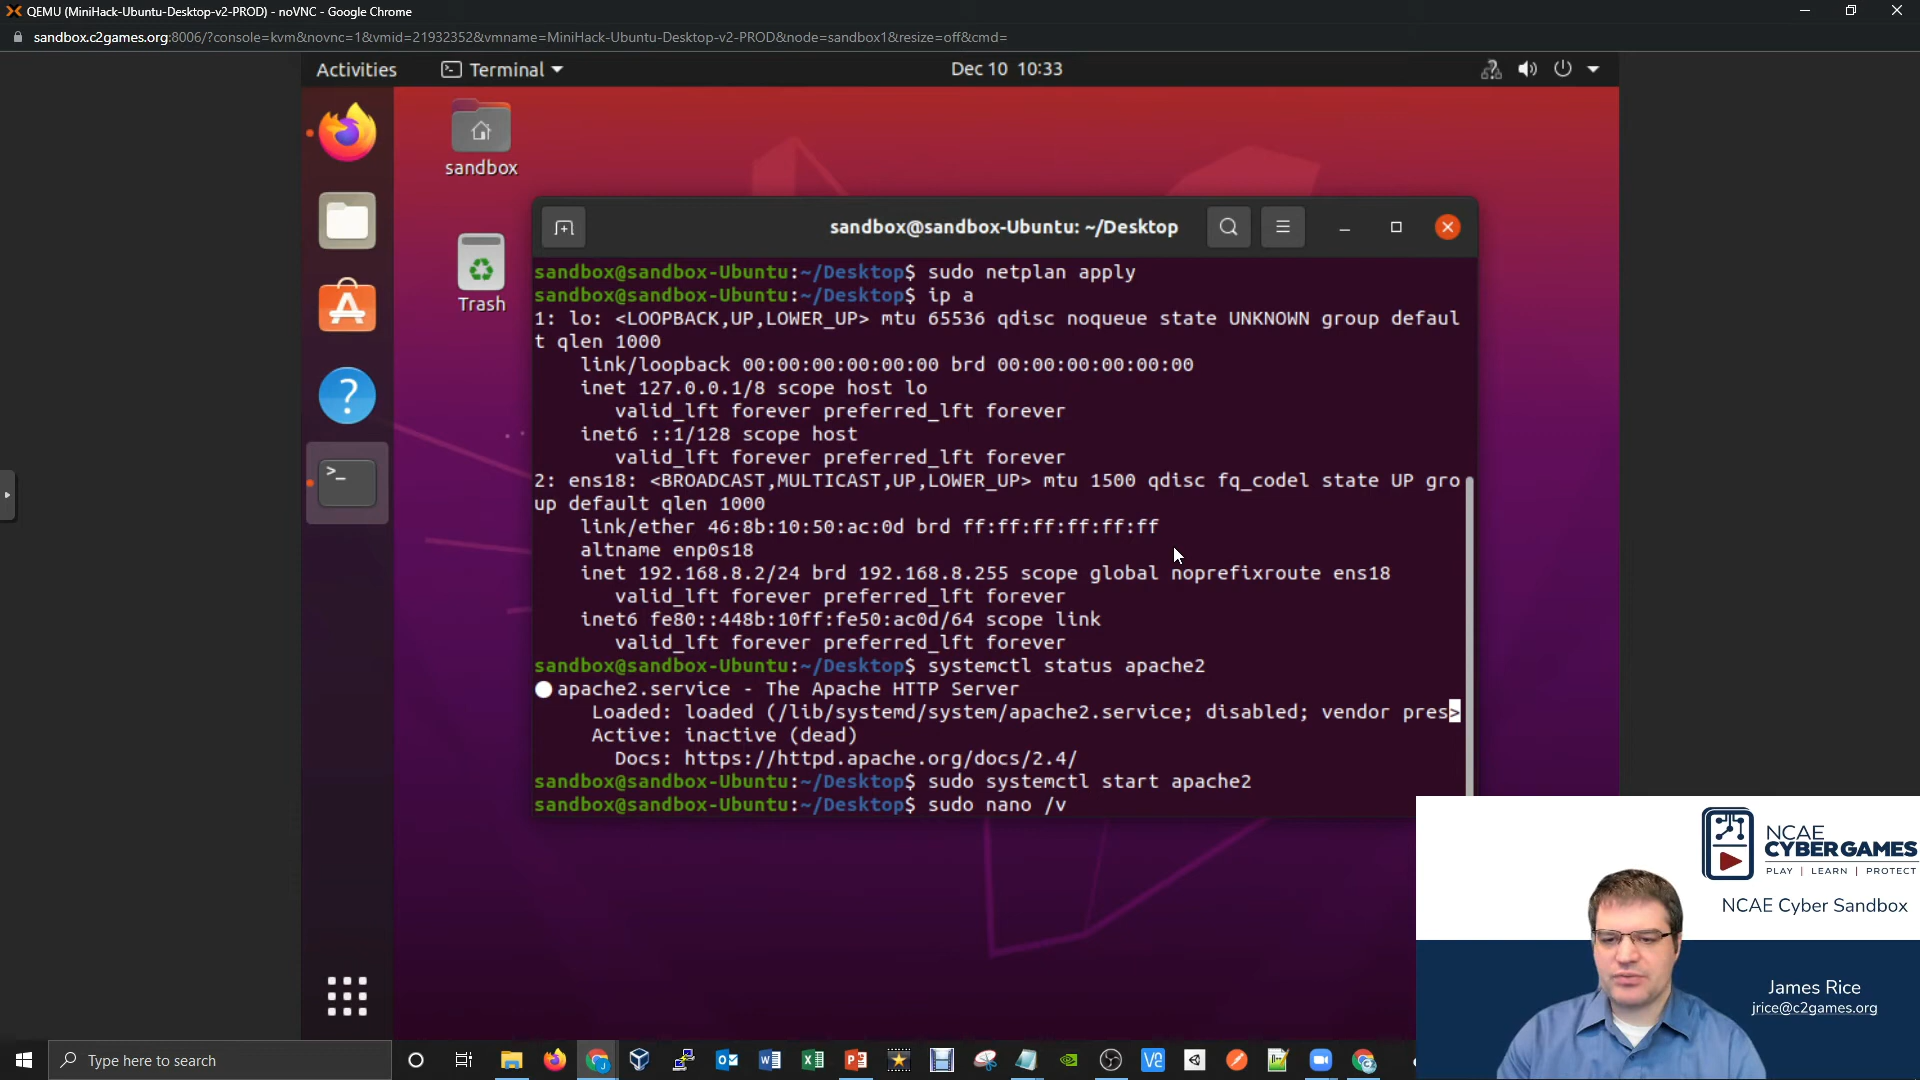 QEMU (MiniHack-Ubuntu-Desktop-v2-PROD) - noVNC - Google Chrome
sandbox.c2games.org:8006/?console=kvm&novnc=1&vmid=21932352&vmname=MiniHack-Ubuntu-Desktop-v2-PROD&node=sandbox1&resize=off&cmd=
Activities
Terminal
Dec 10 10:33
sandbox
Trash
sandbox@sandbox-Ubuntu: ~/Desktop
sandbox@sandbox-Ubuntu:~/Desktop$ sudo netplan apply
sandbox@sandbox-Ubuntu:~/Desktop$ ip a
1: lo: <LOOPBACK,UP,LOWER_UP> mtu 65536 qdisc noqueue state UNKNOWN group defaul
t qlen 1000
link/loopback 00:00:00:00:00:00 brd 00:00:00:00:00:00
inet 127.0.0.1/8 scope host lo
valid_lft forever preferred_lft forever
inet6 ::1/128 scope host
valid_lft forever preferred_lft forever
2: ens18: <BROADCAST,MULTICAST,UP,LOWER_UP> mtu 1500 qdisc fq_codel state UP gro
up default qlen 1000
link/ether 46:8b:10:50:ac:0d brd ff:ff:ff:ff:ff:ff
altname enp0s18
inet 192.168.8.2/24 brd 192.168.8.255 scope global noprefixroute ens18
valid_lft forever preferred_lft forever
inet6 fe80::448b:10ff:fe50:ac0d/64 scope link
valid_lft forever preferred_lft forever
sandbox@sandbox-Ubuntu:~/Desktop$ systemctl status apache2
● apache2.service - The Apache HTTP Server
Loaded: loaded (/lib/systemd/system/apache2.service; disabled; vendor pres>
Active: inactive (dead)
Docs: https://httpd.apache.org/docs/2.4/
sandbox@sandbox-Ubuntu:~/Desktop$ sudo systemctl start apache2
sandbox@sandbox-Ubuntu:~/Desktop$ sudo nano /v
NCAE
CYBERGAMES
PLAY | LEARN | PROTECT
NCAE Cyber Sandbox
James Rice
jrice@c2games.org
Type here to search